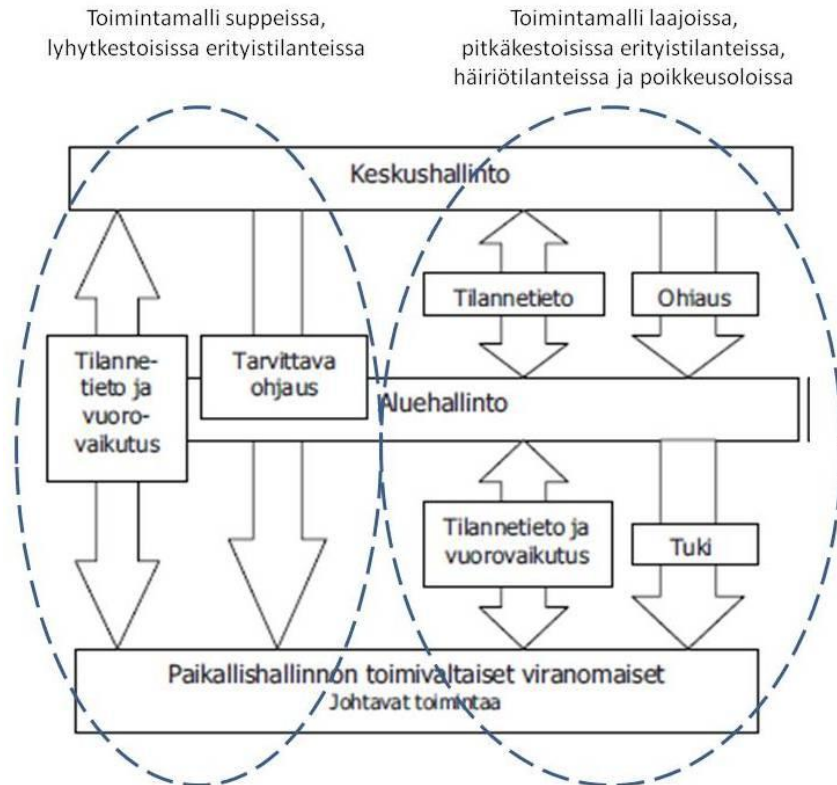 Toimintamalli suppeissa,
lyhytkestoisissa erityistilanteissa
Toimintamalli laajoissa,
pitkäkestoisissa erityistilanteissa,
häiriötilanteissa ja poikkeusoloissa
Keskushallinto
Tilannetieto
Ohiaus
Tilanne-
tieto ja
vuoro-
vaikutus
Tarvittava
ohjaus
Aluehallinto
Tilannetieto ja
vuorovaikutus
Tuki
Paikallishallinnon toimivaltaiset viranomaiset
Johtavat toimintaa